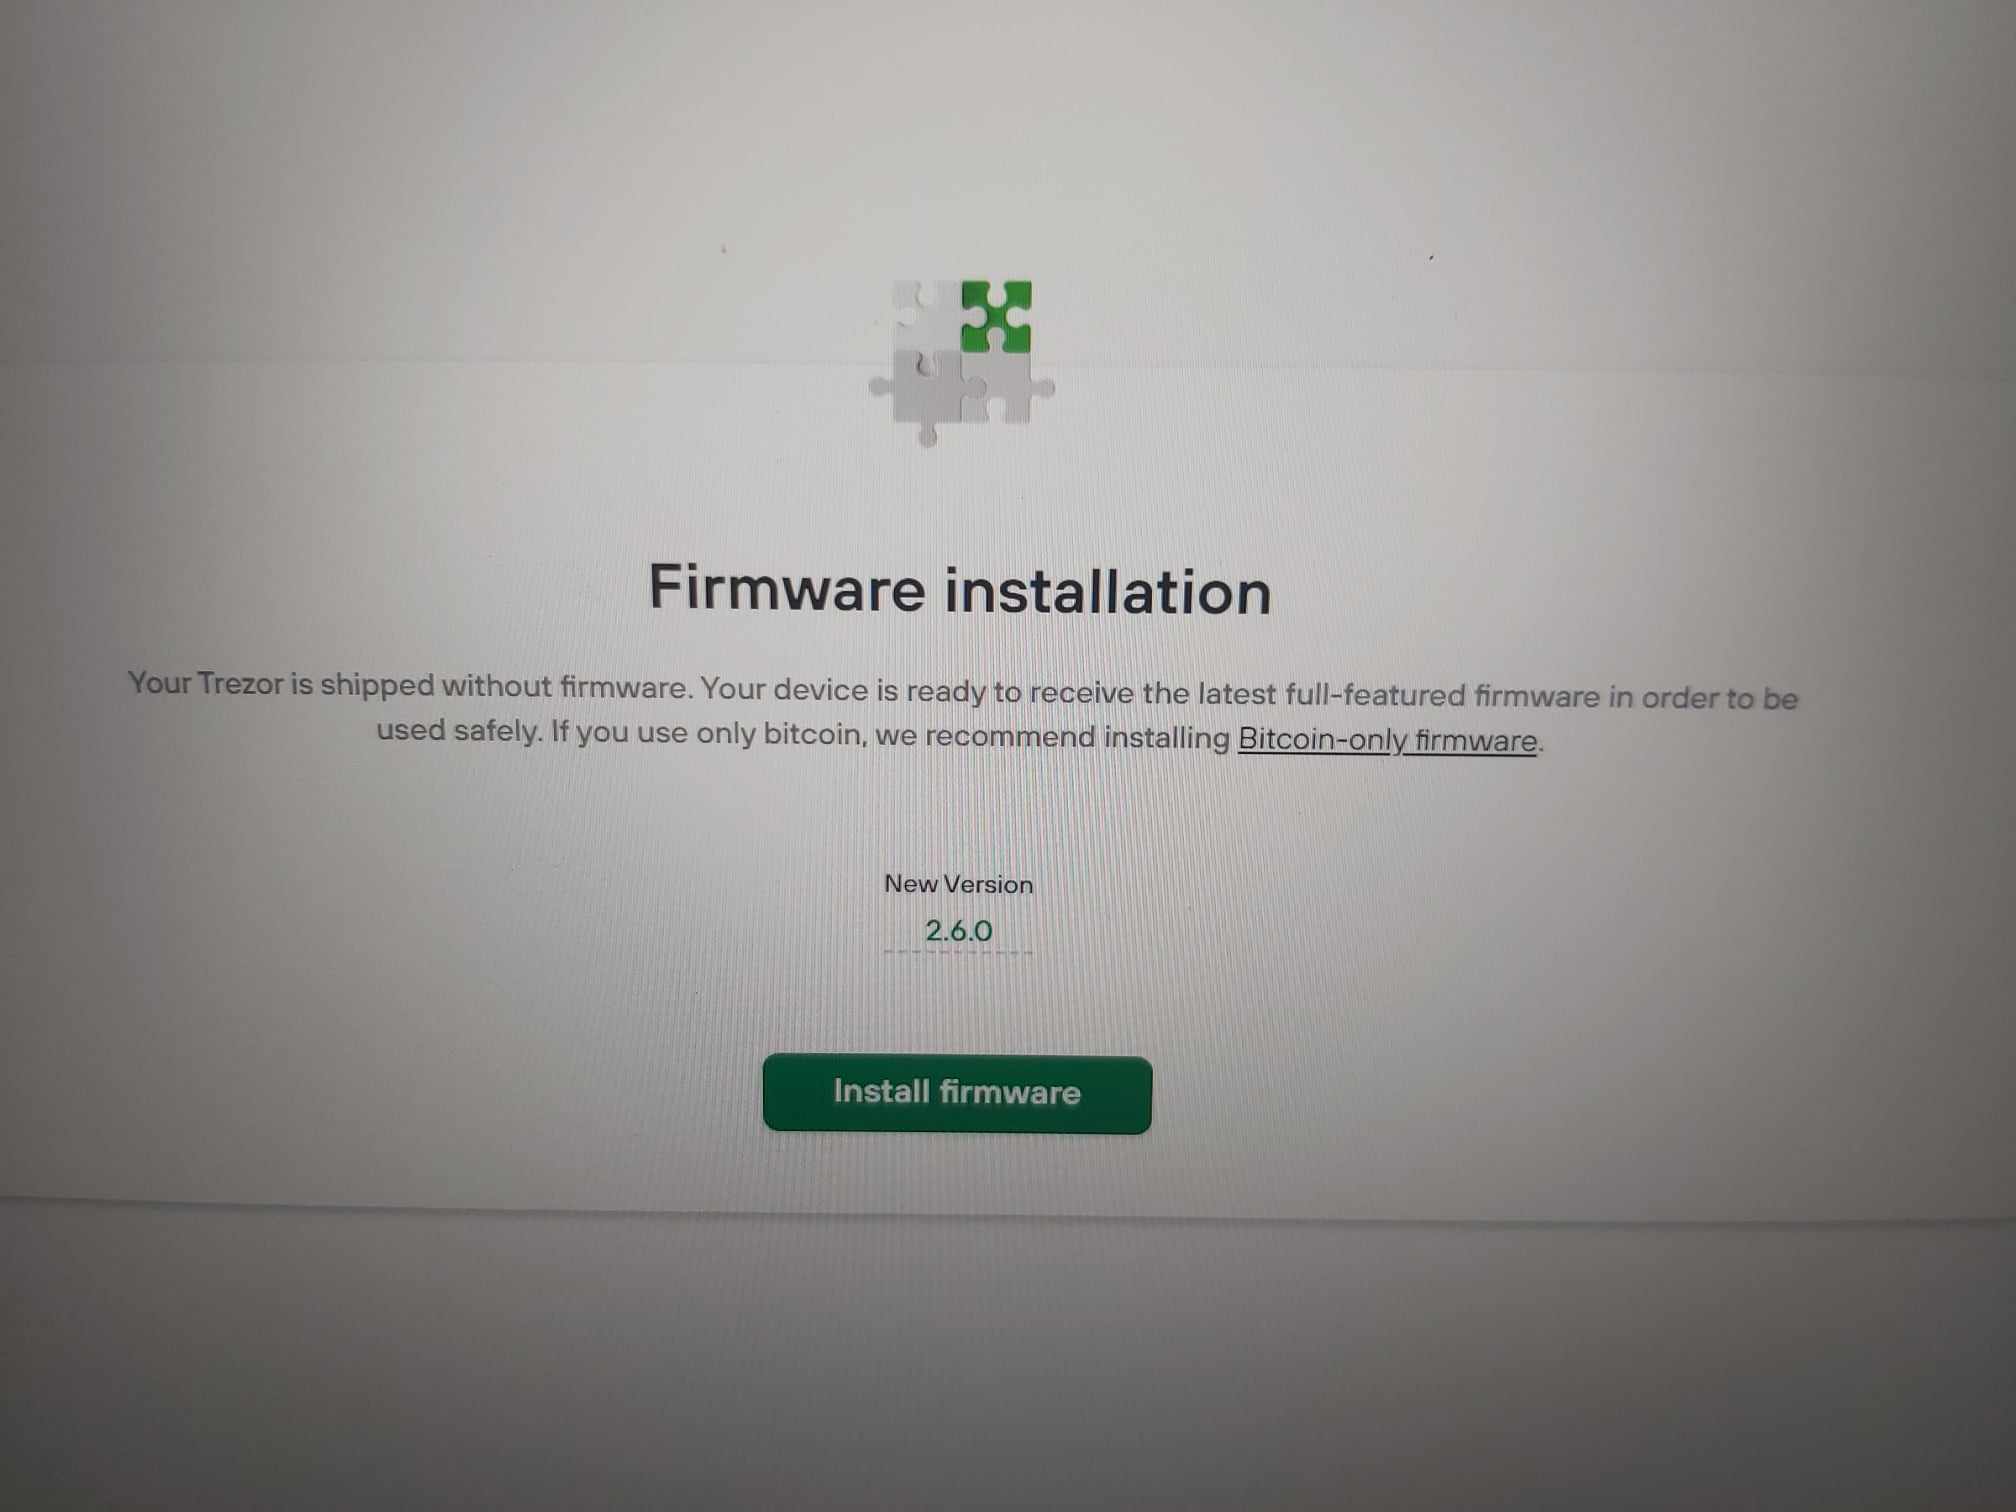 Firmware installation
Your Trezor is shipped without firmware. Your device is ready to receive the latest full-featured firmware in order to be
used safely. If you use only bitcoin, we recommend installing Bitcoin-only firmware.
New Version
2.6.0
Install firmware